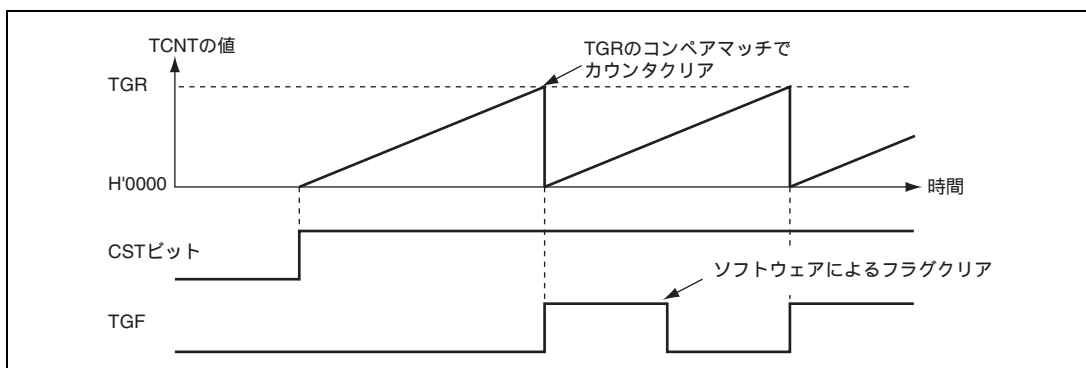 TCNTの値
TGRのコンペアマッチで
カウンタクリア
TGR
H'0000
時間
CSTビット
ソフトウェアによるフラグクリア
TGF